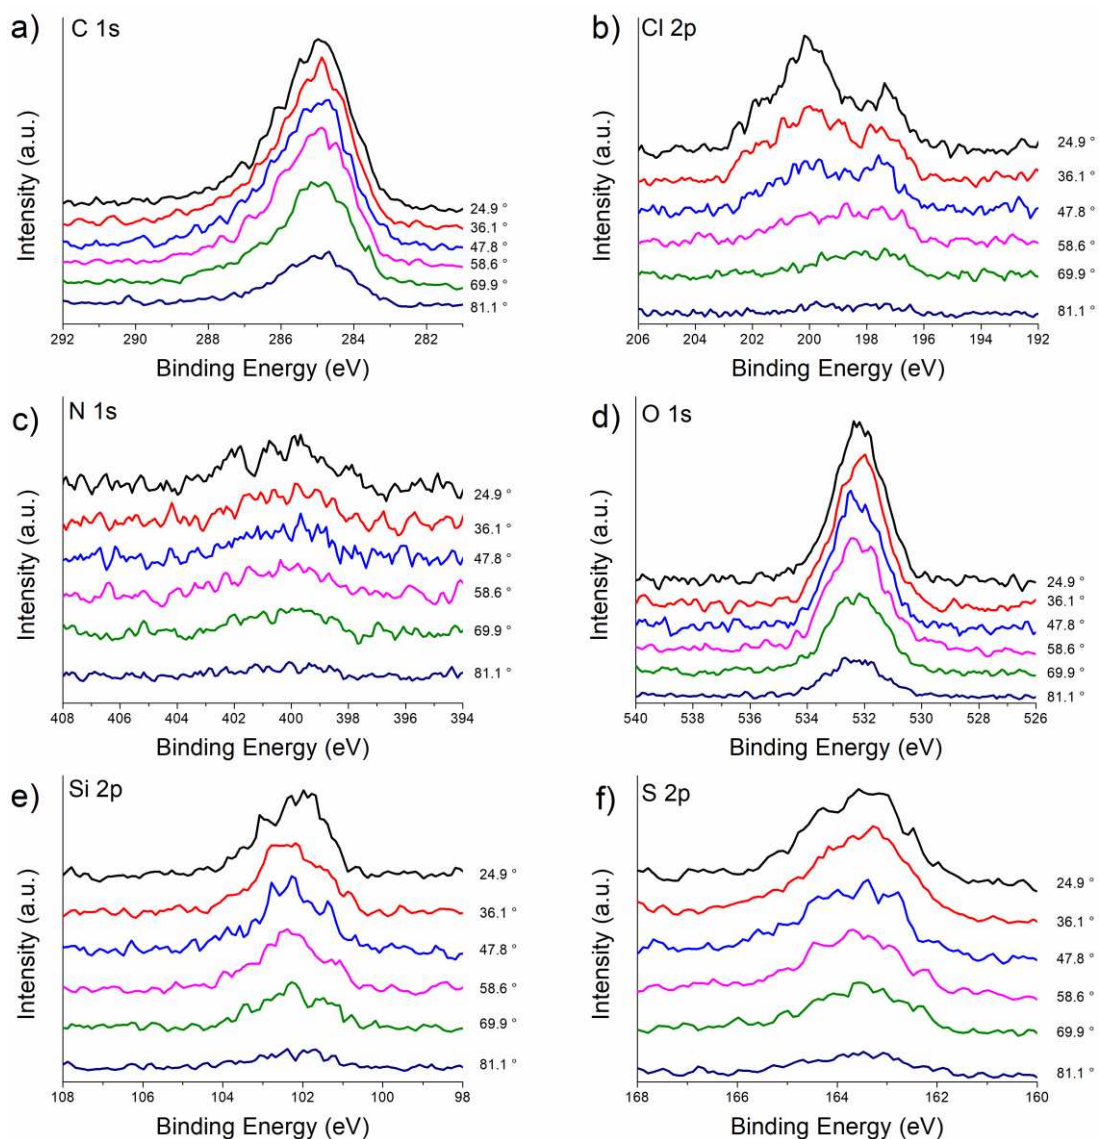 a) C 1s
Intensity (a.u.)
24.9 °
36.1 °
47.8 °
58.6 °
69.9 °
81.1 °
292 290 288 286 284 282
Binding Energy (eV)
b) Cl 2p
Intensity (a.u.)
24.9 °
36.1 °
47.8 °
58.6 °
69.9 °
81.1 °
206 204 202 200 198 196 194 192
Binding Energy (eV)
c) N 1s
Intensity (a.u.)
24.9 °
36.1 °
47.8 °
58.6 °
69.9 °
81.1 °
408 406 404 402 400 398 396 394
Binding Energy (eV)
d) O 1s
Intensity (a.u.)
24.9 °
36.1 °
47.8 °
58.6 °
69.9 °
81.1 °
540 538 536 534 532 530 528 526
Binding Energy (eV)
e) Si 2p
Intensity (a.u.)
24.9 °
36.1 °
47.8 °
58.6 °
69.9 °
81.1 °
108 106 104 102 100 98
Binding Energy (eV)
f) S 2p
Intensity (a.u.)
24.9 °
36.1 °
47.8 °
58.6 °
69.9 °
81.1 °
168 166 164 162 160
Binding Energy (eV)